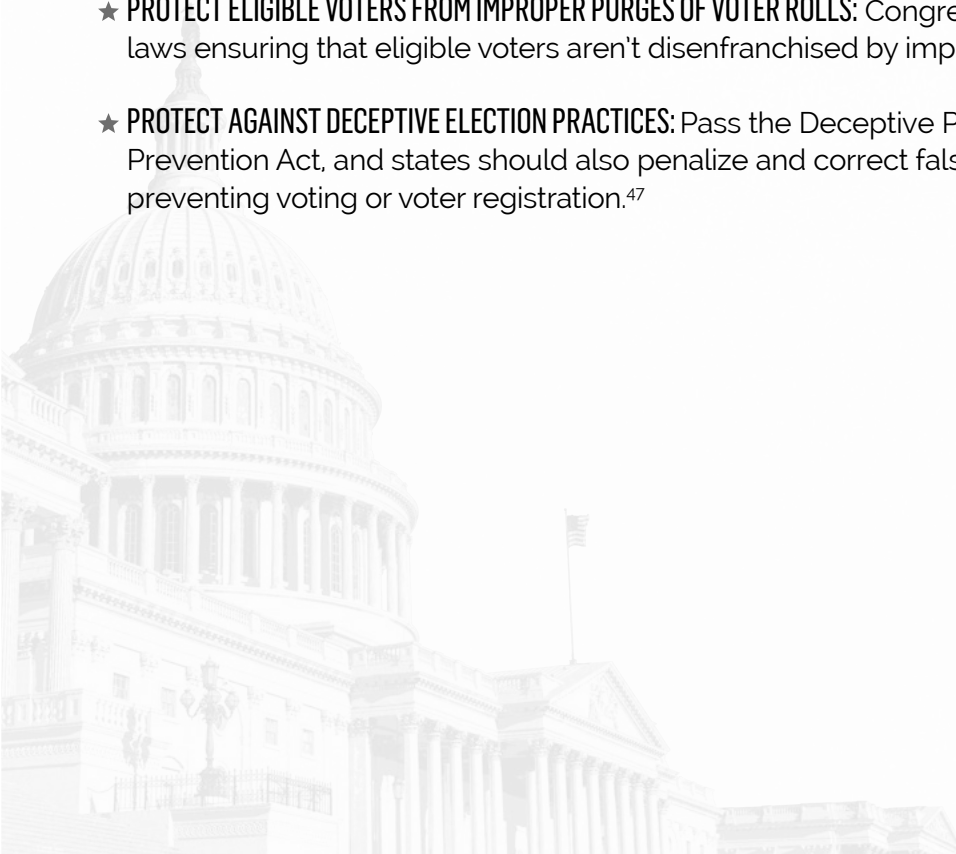 ★ PROTECT ELIGIBLE VOTERS FROM IMPROPER PURGES OF VOTER ROLLS: Congre
laws ensuring that eligible voters aren't disenfranchised by imp
★ PROTECT AGAINST DECEPTIVE ELECTION PRACTICES: Pass the Deceptive P
Prevention Act, and states should also penalize and correct fals
preventing voting or voter registration.47